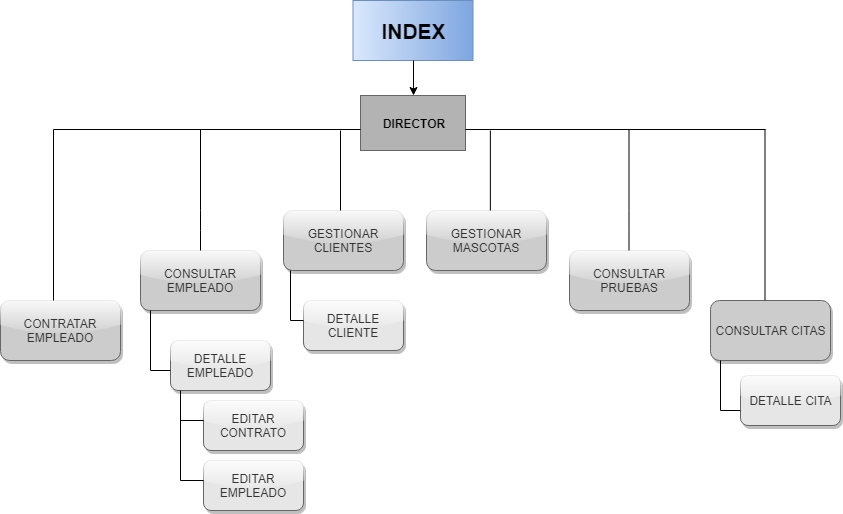 INDEX
DIRECTOR
GESTIONAR
CLIENTES
GESTIONAR
MASCOTAS
CONSULTAR
EMPLEADO
CONSULTAR
PRUEBAS
CONTRATAR
EMPLEADO
DETALLE
CLIENTE
CONSULTAR CITAS
DETALLE
EMPLEADO
DETALLE CITA
EDITAR
CONTRATO
EDITAR
EMPLEADO